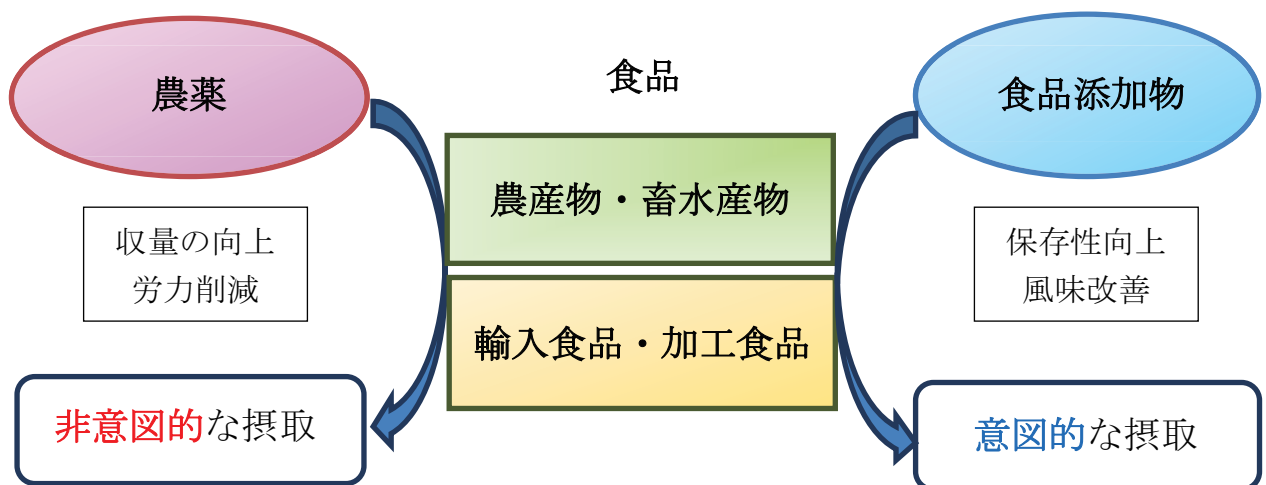 農薬
食品
食品添加物
農産物・畜水産物
収量の向上
労力削減
保存性向上
風味改善
輸入食品・加工食品
非意図的な摂取
意図的な摂取